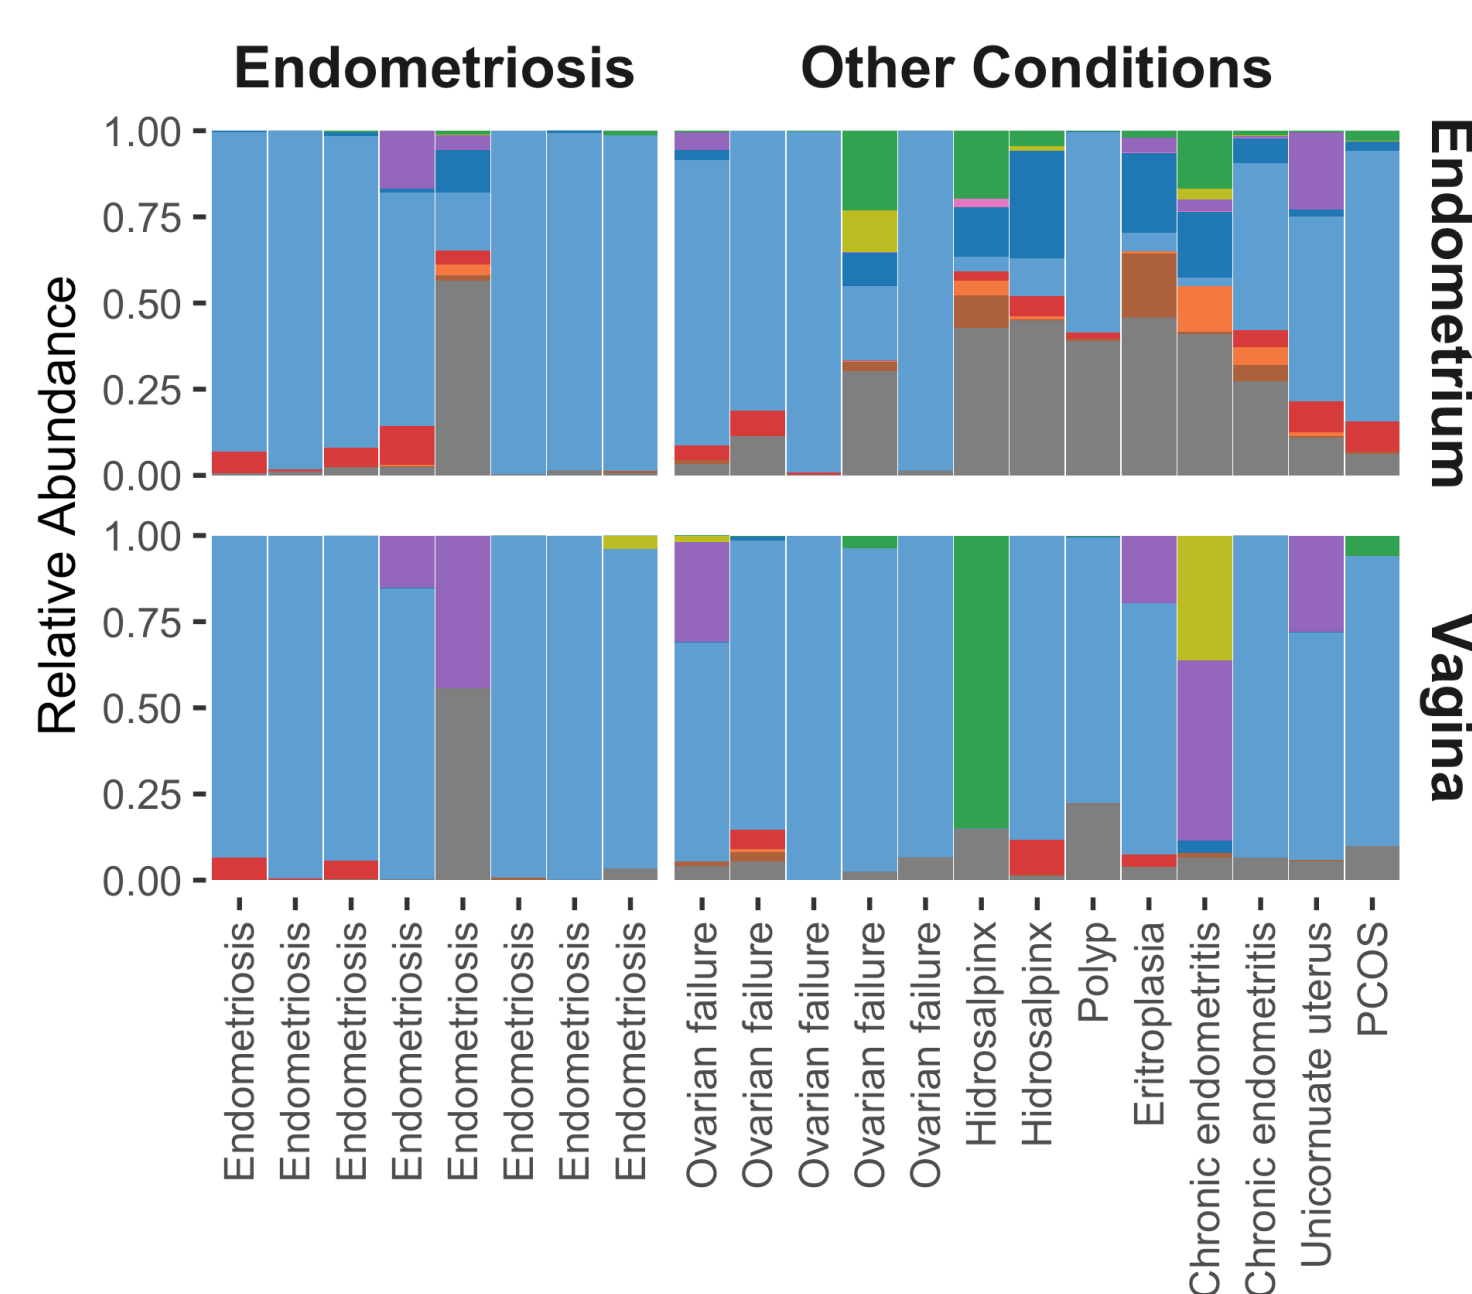 Endometriosis
Other Conditions
Relative Abundance
1.00
0.75
0.50
0.25
0.00
Endometrium
1.00
0.75
0.50
0.25
0.00
Vagina
Endometriosis
Endometriosis
Endometriosis
Endometriosis
Endometriosis
Endometriosis
Endometriosis
Endometriosis
Ovarian failure
Ovarian failure
Ovarian failure
Ovarian failure
Ovarian failure
Hidrosalpinx
Hidrosalpinx
Polyp
Eritroplasia
Chronic endometritis
Chronic endometritis
Unicornuate uterus
PCOS